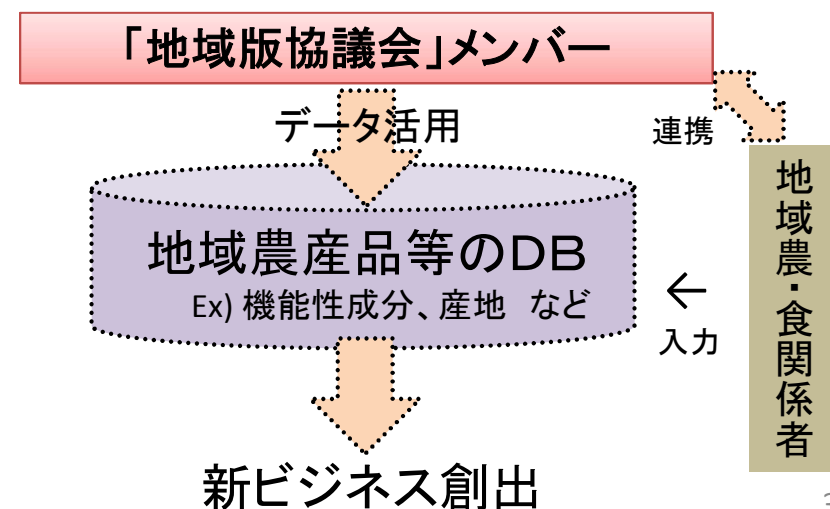 「地域版協議会」メンバー
データ活用
連携
地域農産品等のDB
Ex) 機能性成分、産地　など
←
入力
地域農・食関係者
新ビジネス創出